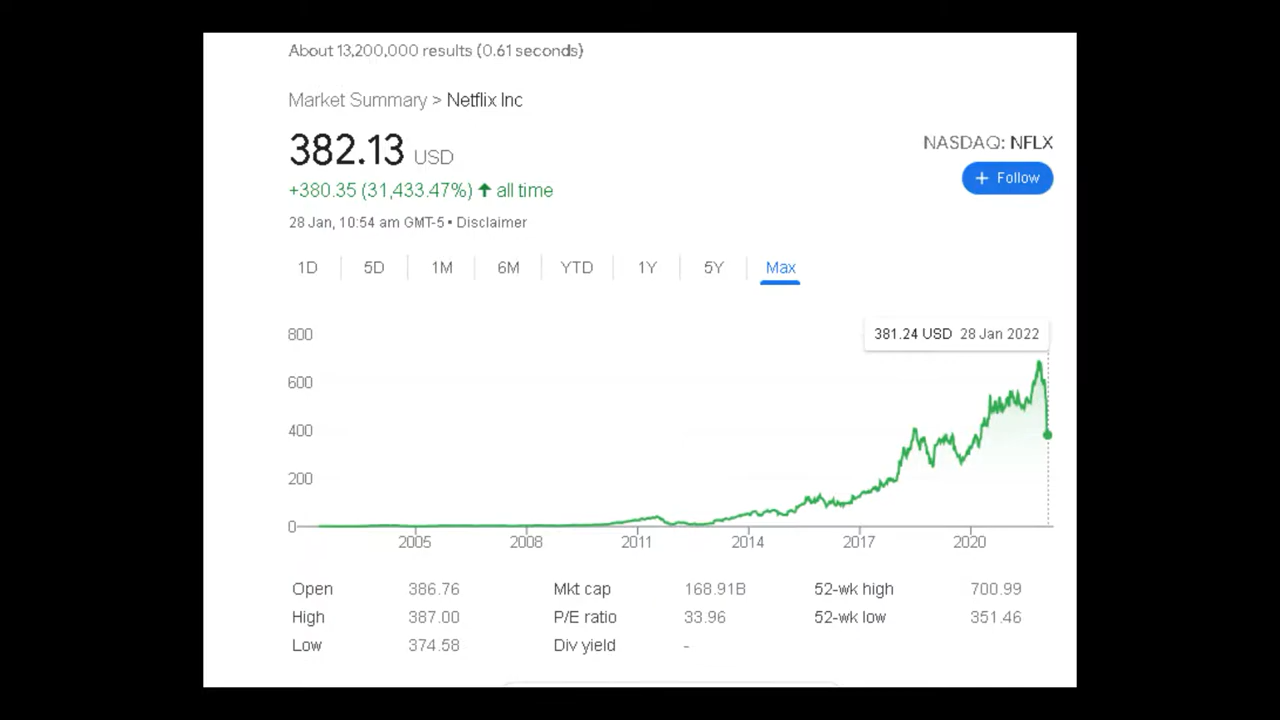 About 13,200,000 results (0.61 seconds)
Market Summary > Netflix Inc
382.13 USD
NASDAQ: NFLX
+380.35 (31,433.47%) ↑ all time
+ Follow
28 Jan, 10:54 am GMT-5 • Disclaimer
1D 5D 1M 6M YTD 1Y 5Y Max
381.24 USD 28 Jan 2022
800
600
400
200
0
2005 2008 2011 2014 2017 2020
Open 386.76 Mkt cap 168.91B 52-wk high 700.99
High 387.00 P/E ratio 33.96 52-wk low 351.46
Low 374.58 Div yield -